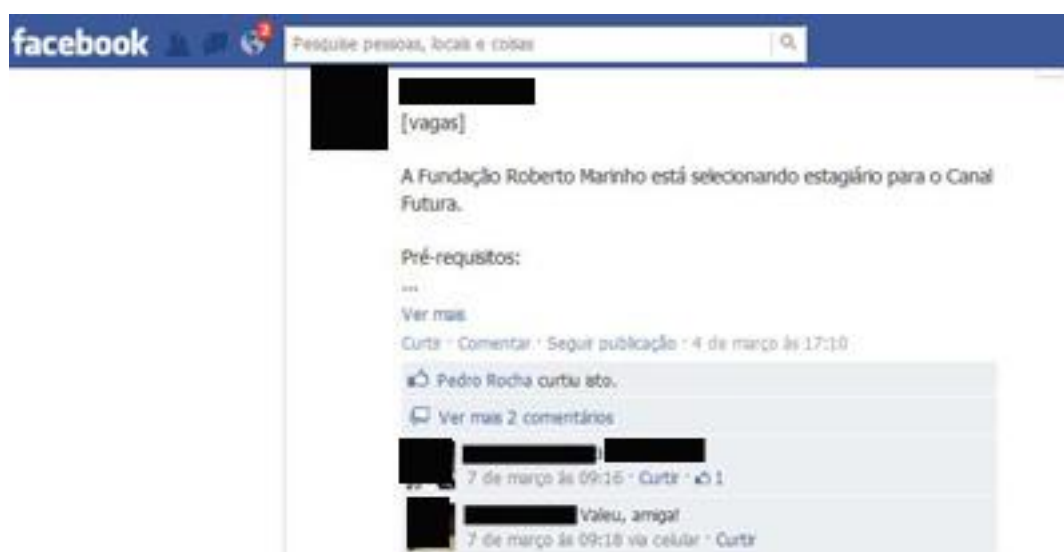 facebook
2
Pesquise pessoas, locais e coisas
[vagas]
A Fundação Roberto Marinho está selecionando estagiário para o Canal
Futura.
Pré-requisitos:
...
Ver mais
Curtir · Comentar · Seguir publicação · 4 de março às 17:10
Pedro Rocha curtiu isto.
Ver mais 2 comentários
7 de março às 09:16 · Curtir · 1
Valeu, amiga!
7 de março às 09:18 via celular · Curtir